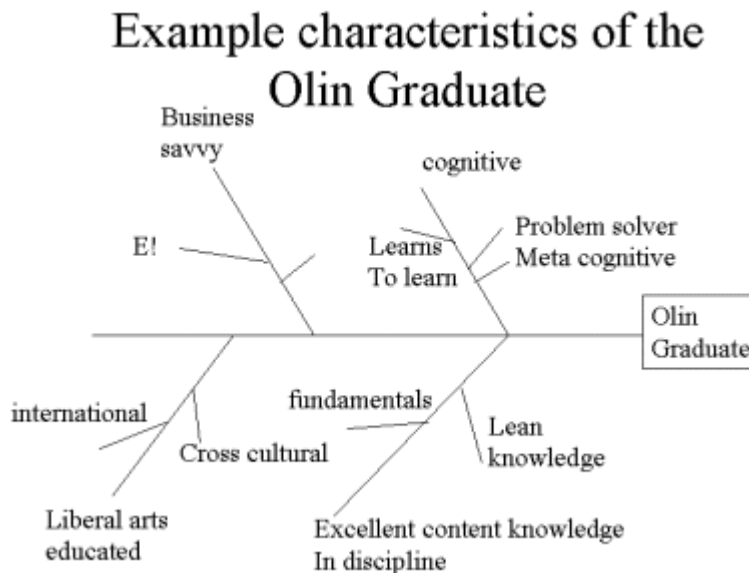 Example characteristics of the
Olin Graduate
Business
savvy
cognitive
E!
Learns
To learn
Problem solver
Meta cognitive
Olin
Graduate
international
Cross cultural
fundamentals
Lean
knowledge
Liberal arts
educated
Excellent content knowledge
In discipline